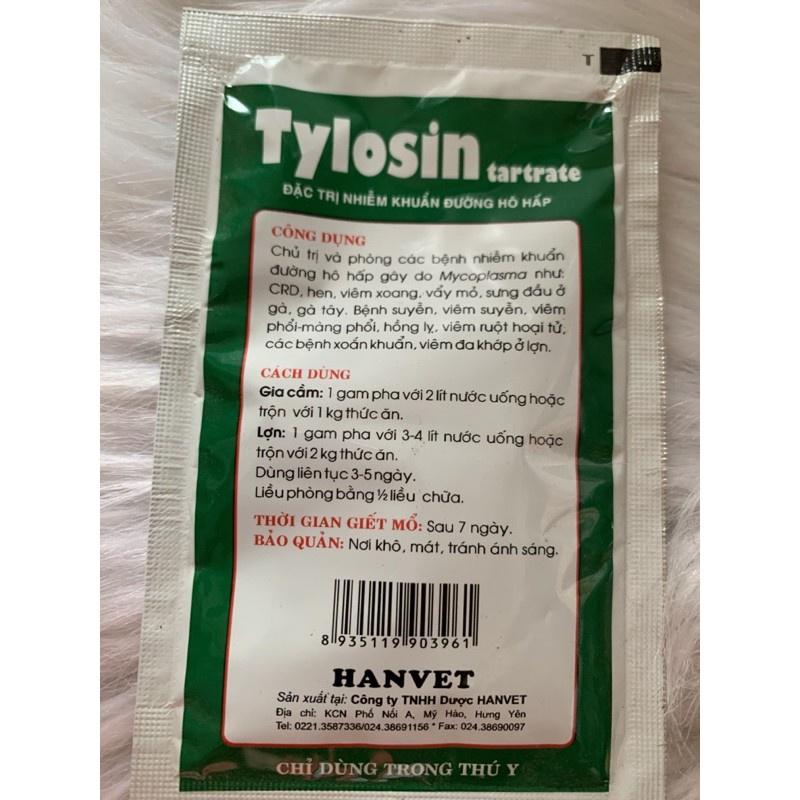 T
Tylosin tartrate
ĐẶC TRỊ NHIỄM KHUẨN ĐƯỜNG HÔ HẤP
CÔNG DỤNG
Chủ trị và phòng các bệnh nhiễm khuẩn
đường hô hấp gây do Mycoplasma như:
CRD, hen, viêm xoang, vẩy mỏ, sưng đầu ở
gà, gà tây. Bệnh suyễn, viêm suyễn, viêm
phổi-màng phổi, hồng lỵ, viêm ruột hoại tử,
các bệnh xoắn khuẩn, viêm đa khớp ở lợn.
CÁCH DÙNG
Gia cầm: 1 gam pha với 2 lít nước uống hoặc
trộn với 1 kg thức ăn.
Lợn: 1 gam pha với 3-4 lít nước uống hoặc
trộn với 2 kg thức ăn.
Dùng liên tục 3-5 ngày.
Liều phòng bằng ½ liều chữa.
THỜI GIAN GIẾT MỔ: Sau 7 ngày.
BẢO QUẢN: Nơi khô, mát, tránh ánh sáng.
8 935119 903961
HANVET
Sản xuất tại: Công ty TNHH Dược HANVET
Địa chỉ: KCN Phố Nối A, Mỹ Hào, Hưng Yên
Tel: 0221.3587336/024.38691156 * Fax: 024.38690097
CHỈ DÙNG TRONG THÚ Y